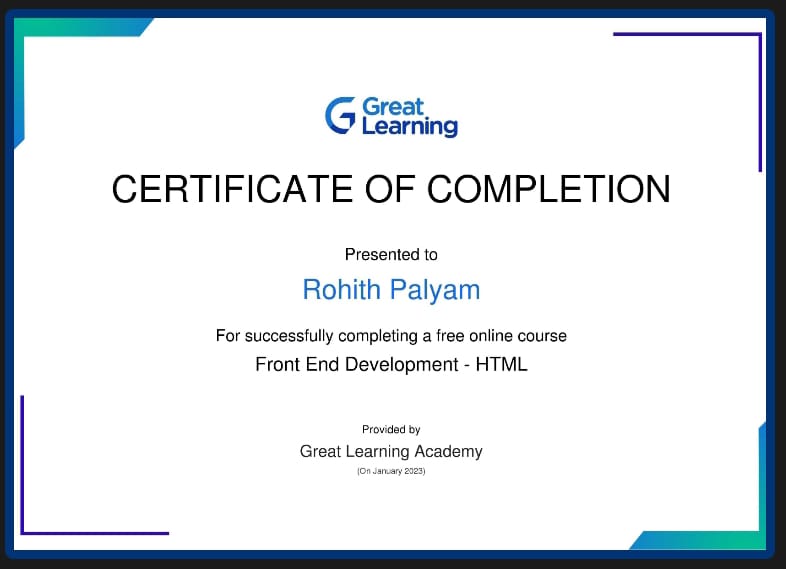 Great
Learning
CERTIFICATE OF COMPLETION
Presented to
Rohith Palyam
For successfully completing a free online course
Front End Development - HTML
Provided by
Great Learning Academy
(On January 2023)